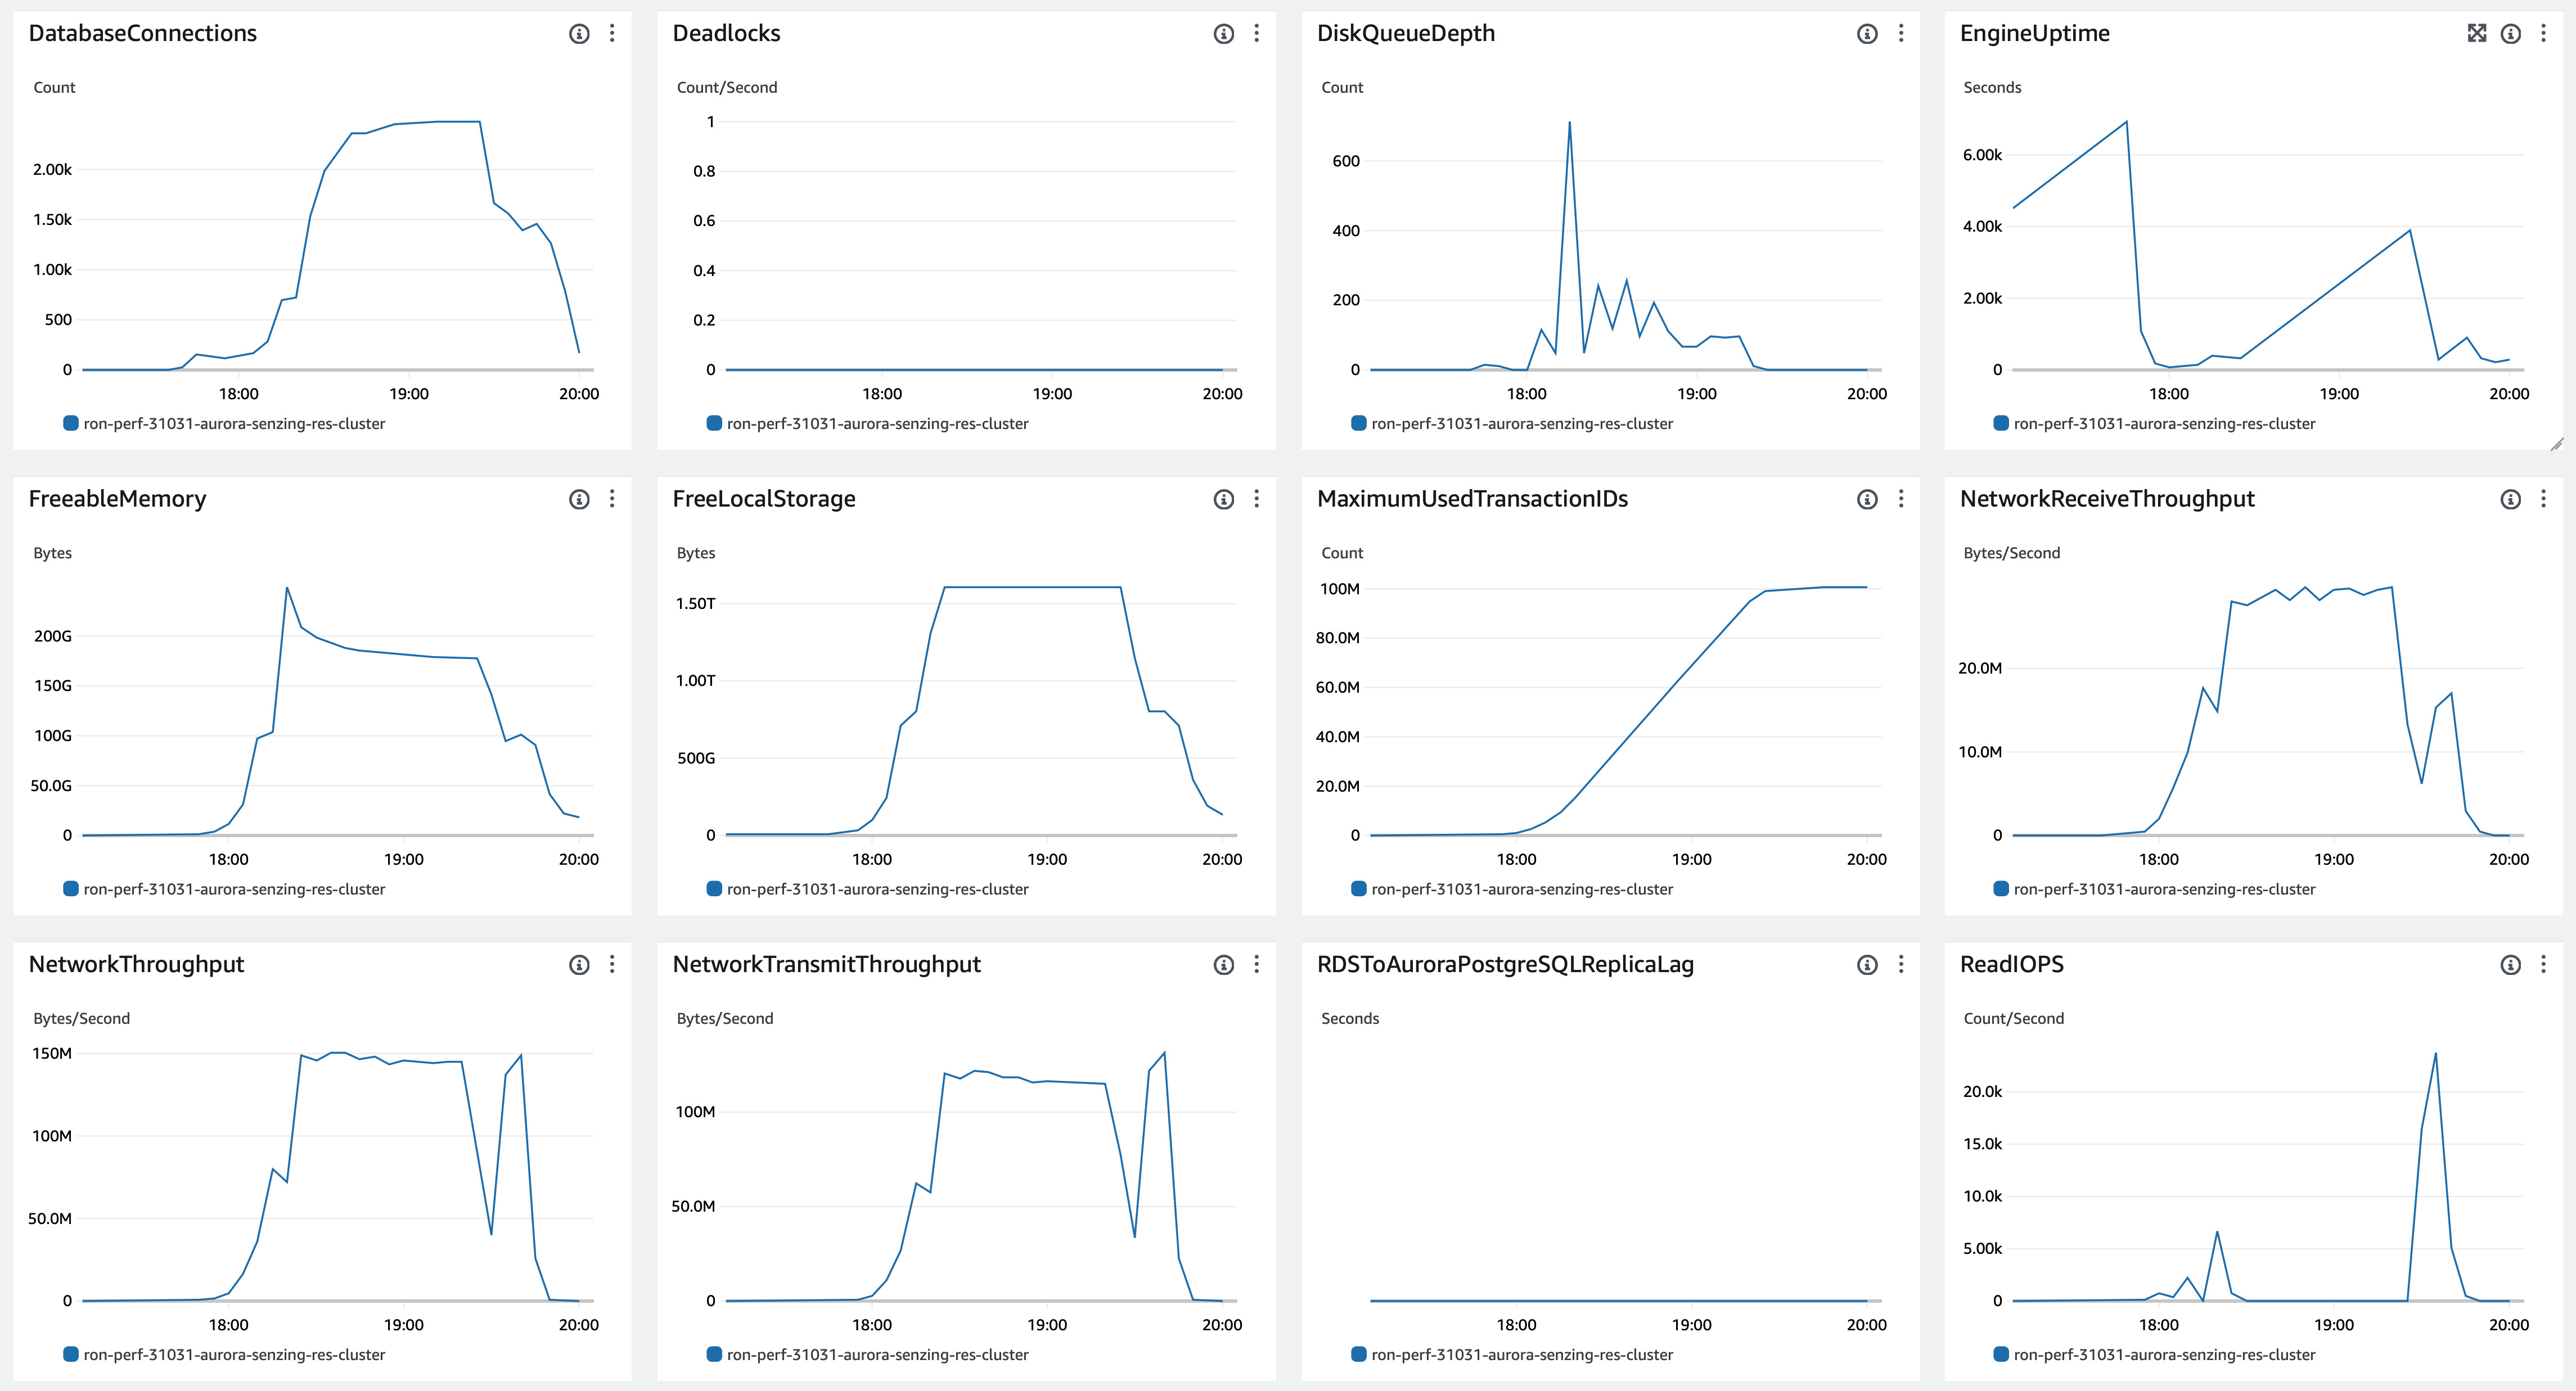 DatabaseConnections
Count
2.00k
1.50k
1.00k
500
0
18:00 19:00 20:00
ron-perf-31031-aurora-senzing-res-cluster
Deadlocks
Count/Second
1
0.8
0.6
0.4
0.2
0
18:00 19:00 20:00
ron-perf-31031-aurora-senzing-res-cluster
DiskQueueDepth
Count
600
400
200
0
18:00 19:00 20:00
ron-perf-31031-aurora-senzing-res-cluster
EngineUptime
Seconds
6.00k
4.00k
2.00k
0
18:00 19:00 20:00
ron-perf-31031-aurora-senzing-res-cluster
FreeableMemory
Bytes
200G
150G
100G
50.0G
0
18:00 19:00 20:00
ron-perf-31031-aurora-senzing-res-cluster
FreeLocalStorage
Bytes
1.50T
1.00T
500G
0
18:00 19:00 20:00
ron-perf-31031-aurora-senzing-res-cluster
MaximumUsedTransactionIDs
Count
100M
80.0M
60.0M
40.0M
20.0M
0
18:00 19:00 20:00
ron-perf-31031-aurora-senzing-res-cluster
NetworkReceiveThroughput
Bytes/Second
20.0M
10.0M
0
18:00 19:00 20:00
ron-perf-31031-aurora-senzing-res-cluster
NetworkThroughput
Bytes/Second
150M
100M
50.0M
0
18:00 19:00 20:00
ron-perf-31031-aurora-senzing-res-cluster
NetworkTransmitThroughput
Bytes/Second
100M
50.0M
0
18:00 19:00 20:00
ron-perf-31031-aurora-senzing-res-cluster
RDSToAuroraPostgreSQLReplicaLag
Seconds
18:00 19:00 20:00
ron-perf-31031-aurora-senzing-res-cluster
ReadIOPS
Count/Second
20.0k
15.0k
10.0k
5.00k
0
18:00 19:00 20:00
ron-perf-31031-aurora-senzing-res-cluster